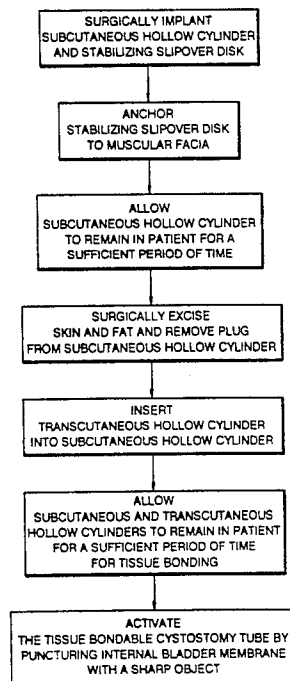 SURGICALLY IMPLANT
SUBCUTANEOUS HOLLOW CYLINDER
AND STABILIZING SLIPOVER DISK
ANCHOR
STABILIZING SLIPOVER DISK
TO MUSCULAR FACIA
ALLOW
SUBCUTANEOUS HOLLOW CYLINDER
TO REMAIN IN PATIENT FOR A
SUFFICIENT PERIOD OF TIME
SURGICALLY EXCISE
SKIN AND FAT AND REMOVE PLUG
FROM SUBCUTANEOUS HOLLOW CYLINDER
INSERT
TRANSCUTANEOUS HOLLOW CYLINDER
INTO SUBCUTANEOUS HOLLOW CYLINDER
ALLOW
SUBCUTANEOUS AND TRANSCUTANEOUS
HOLLOW CYLINDERS TO REMAIN IN PATIENT
FOR A SUFFICIENT PERIOD OF TIME
FOR TISSUE BONDING
ACTIVATE
THE TISSUE BONDABLE CYSTOSTOMY TUBE BY
PUNCTURING INTERNAL BLADDER MEMBRANE
WITH A SHARP OBJECT